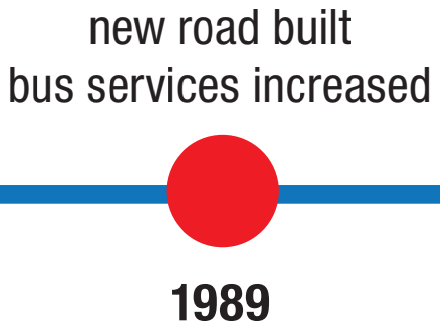 new road built
bus services increased
1989